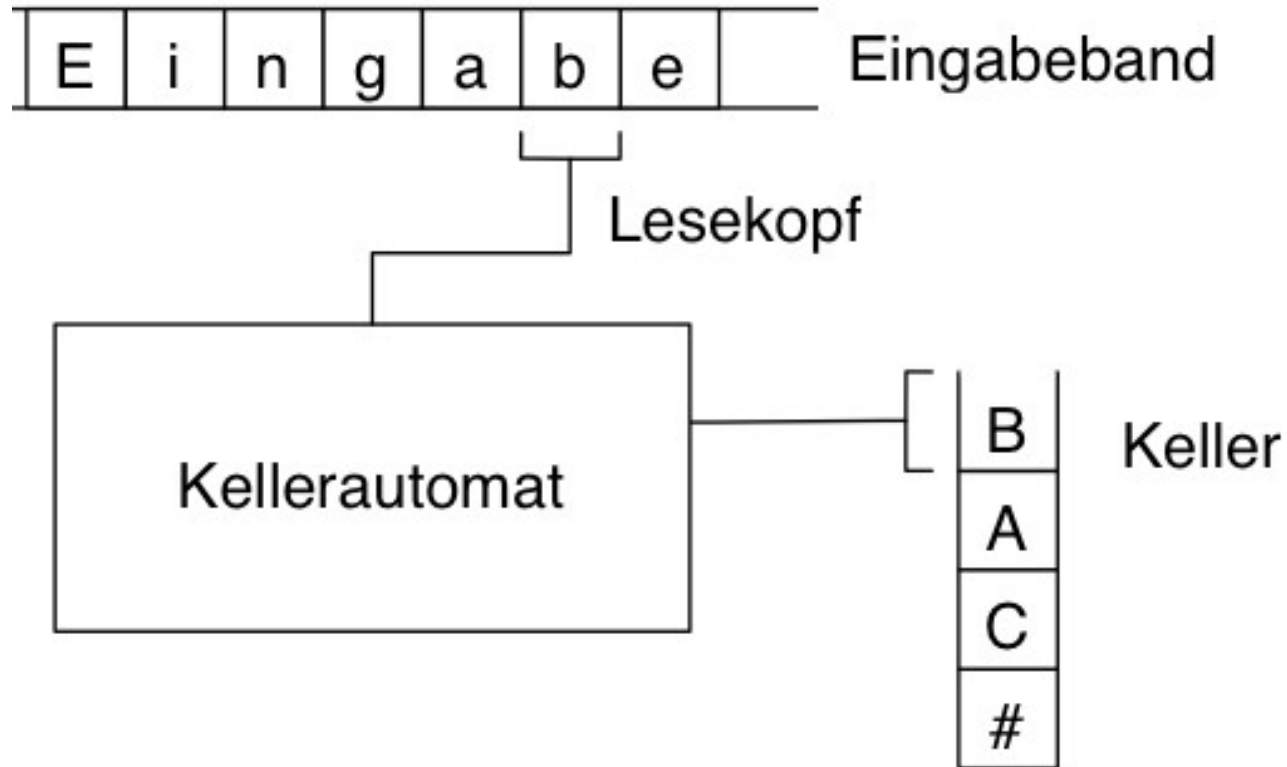 E i n g a b e Eingabeband
Lesekopf
Kellerautomat
B Keller
A
C
#